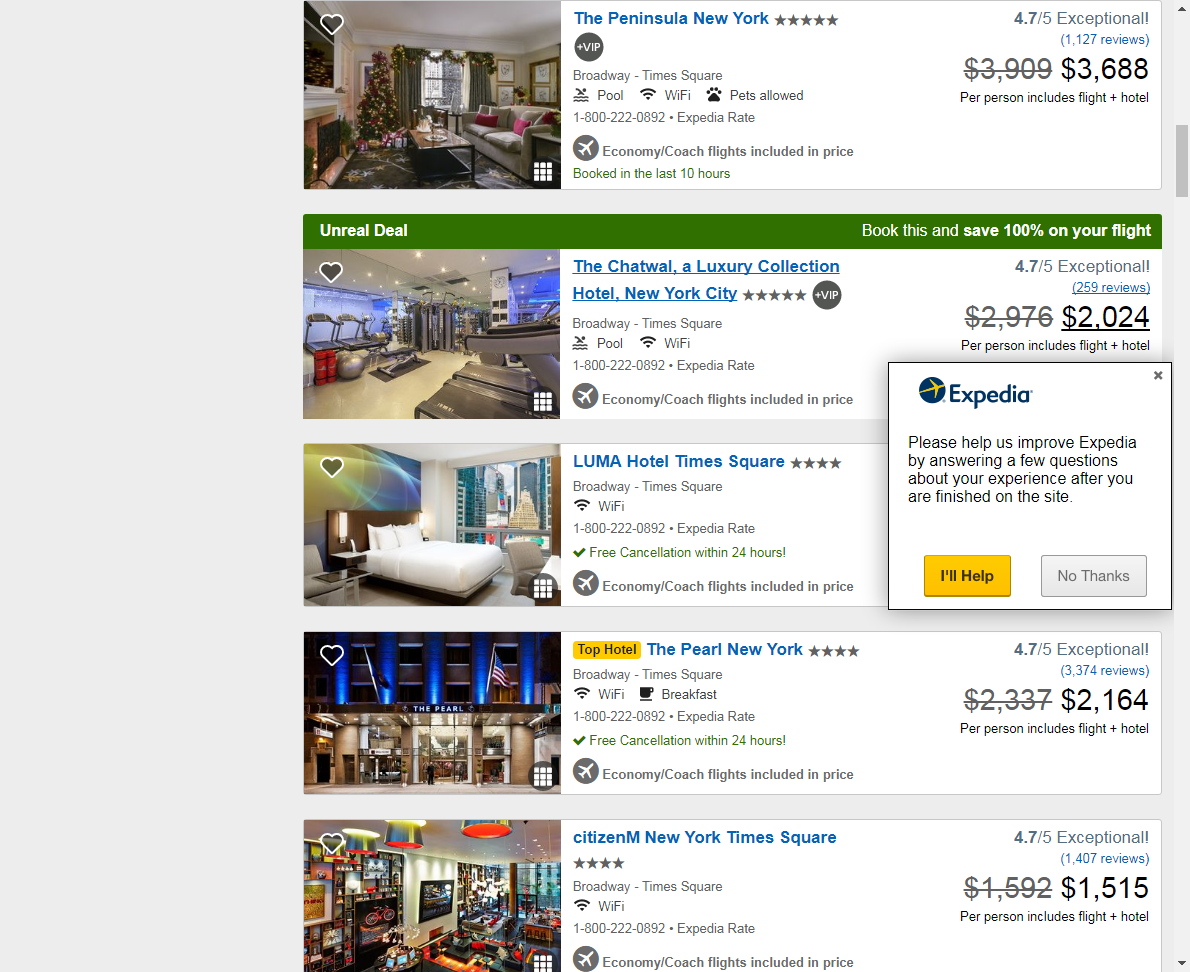 The Peninsula New York
+VIP
Broadway - Times Square
Pool WiFi Pets allowed
1-800-222-0892 • Expedia Rate
Economy/Coach flights included in price
Booked in the last 10 hours
4.7/5 Exceptional!
(1,127 reviews)
$3,909 $3,688
Per person includes flight + hotel
Unreal Deal
Book this and save 100% on your flight
The Chatwal, a Luxury Collection
Hotel, New York City +VIP
Broadway - Times Square
Pool WiFi
1-800-222-0892 • Expedia Rate
Economy/Coach flights included in price
4.7/5 Exceptional!
(259 reviews)
$2,976 $2,024
Per person includes flight + hotel
Expedia
Please help us improve Expedia
by answering a few questions
about your experience after you
are finished on the site.
I'll Help
No Thanks
LUMA Hotel Times Square
Broadway - Times Square
WiFi
1-800-222-0892 • Expedia Rate
Free Cancellation within 24 hours!
Economy/Coach flights included in price
THE PEARL
Top Hotel The Pearl New York
Broadway - Times Square
WiFi Breakfast
1-800-222-0892 • Expedia Rate
Free Cancellation within 24 hours!
Economy/Coach flights included in price
4.7/5 Exceptional!
(3,374 reviews)
$2,337 $2,164
Per person includes flight + hotel
citizenM New York Times Square
Broadway - Times Square
WiFi
1-800-222-0892 • Expedia Rate
Economy/Coach flights included in price
4.7/5 Exceptional!
(1,407 reviews)
$1,592 $1,515
Per person includes flight + hotel